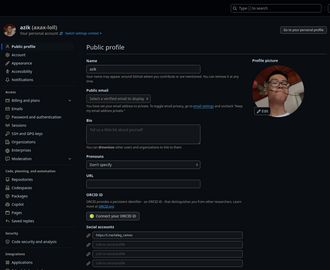 Type / to search
azik (axax-lell)
Your personal account
Switch settings context
Go to your personal profile
Public profile
Account
Appearance
Accessibility
Notifications
Access
Billing and plans
Emails
Password and authentication
Sessions
SSH and GPG keys
Organizations
Enterprises
Moderation
Code, planning, and automation
Repositories
Codespaces
Packages
Copilot
Pages
Saved replies
Security
Code security and analysis
Integrations
Applications
Public profile
Name
azik
Your name may appear around GitHub where you contribute or are mentioned. You can remove it at any time.
Public email
Select a verified email to display
You have set your email address to private. To toggle email privacy, go to email settings and uncheck "Keep my email address private."
Bio
Tell us a little bit about yourself
You can @mention other users and organizations to link to them.
Pronouns
Don't specify
URL
ORCID iD
ORCID provides a persistent identifier - an ORCID iD - that distinguishes you from other researchers. Learn more at ORCID.org.
Connect your ORCID iD
Social accounts
Link to social profile
Link to social profile
Link to social profile
Profile picture
Edit